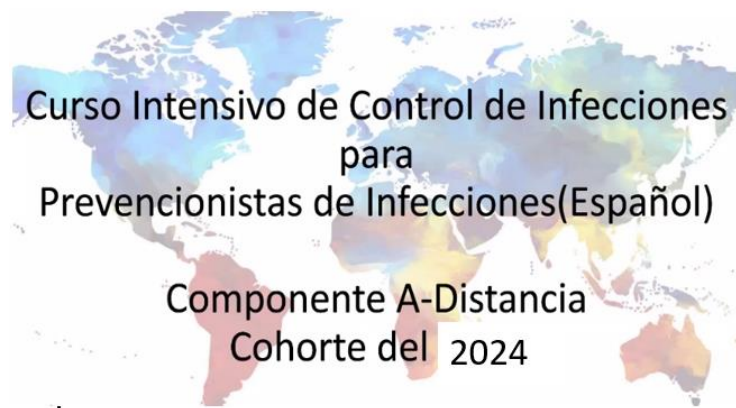 Curso Intensivo de Control de Infecciones
para
Prevencionistas de Infecciones(Español)
Componente A-Distancia
Cohorte del 2024